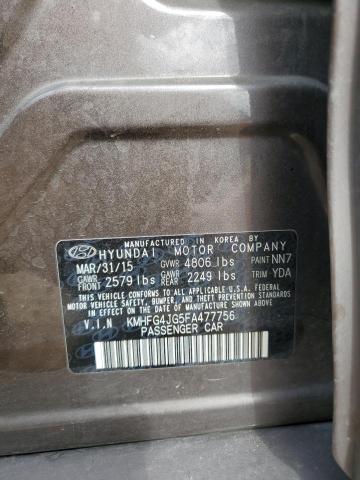 MANUFACTURED IN KOREA BY
HYUNDAI MOTOR COMPANY
MAR/31/15 GVWR 4806 lbs PAINT NN7
GAWR FRONT 2579 lbs GAWR REAR 2249 lbs TRIM YDA
THIS VEHICLE CONFORMS TO ALL APPLICABLE U.S.A. FEDERAL
MOTOR VEHICLE SAFETY, BUMPER, AND THEFT PREVENTION
STANDARDS IN EFFECT ON THE DATE OF MANUFACTURE
SHOWN ABOVE.
V.I.N KMHFG4JG5FA477756
PASSENGER CAR